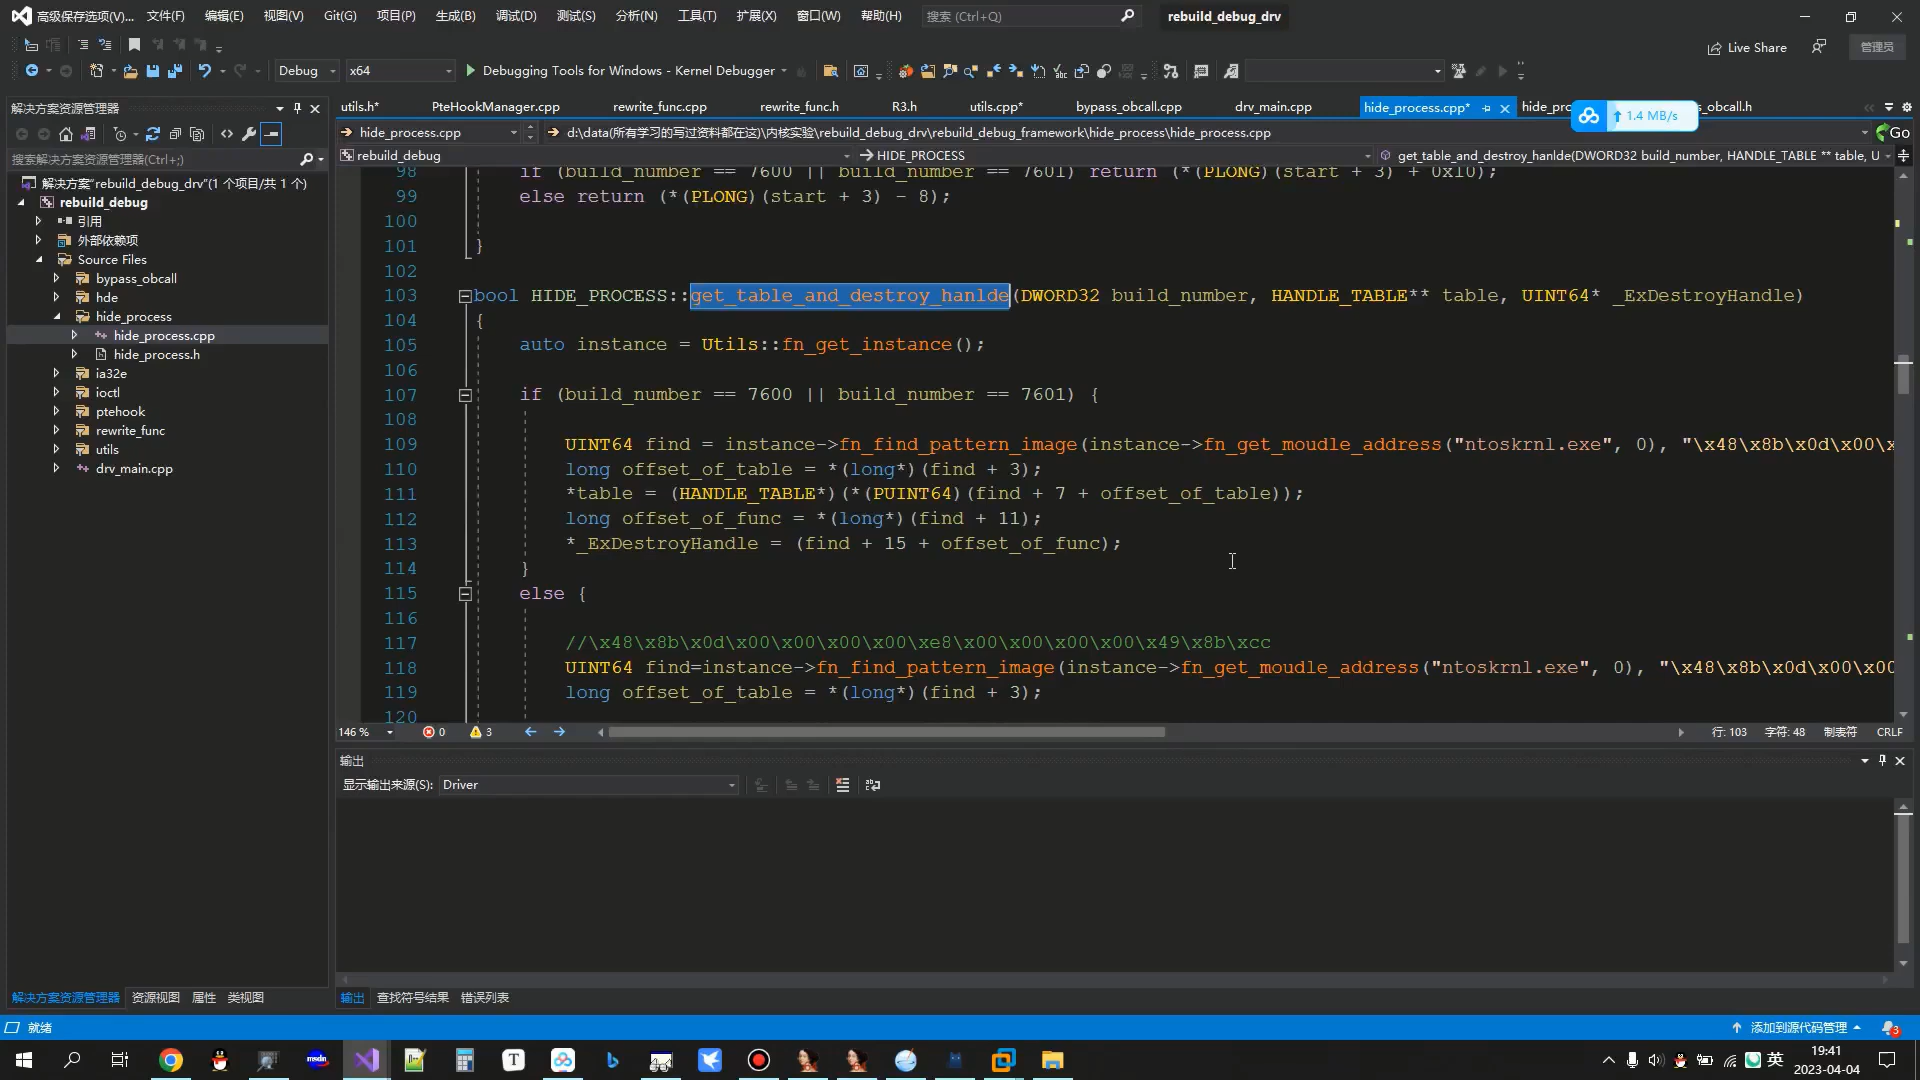 高级保存选项(V)... 文件(F) 编辑(E) 视图(V) Git(G) 项目(P) 生成(B) 调试(D) 测试(S) 分析(N) 工具(T) 扩展(X) 窗口(W) 帮助(H) 搜索 (Ctrl+Q) rebuild_debug_drv
Live Share 管理员
Debug x64 Debugging Tools for Windows - Kernel Debugger
解决方案资源管理器
utils.h* PteHookManager.cpp rewrite_func.cpp rewrite_func.h R3.h utils.cpp* bypass_obcall.cpp drv_main.cpp hide_process.cpp*
1.4 MB/s
hide_process.cpp d:\data(所有学习的写过资料都在这)\内核实验\rebuild_debug_drv\rebuild_debug_framework\hide_process\hide_process.cpp Go
搜索解决方案资源管理器(Ctrl+;)
rebuild_debug HIDE_PROCESS get_table_and_destroy_hanlde(DWORD32 build_number, HANDLE_TABLE ** table, U
解决方案"rebuild_debug_drv"(1 个项目/共 1 个)
rebuild_debug
引用
外部依赖项
Source Files
bypass_obcall
hde
hide_process
hide_process.cpp
hide_process.h
ia32e
ioctl
ptehook
rewrite_func
utils
drv_main.cpp
98 if (build_number == 7600 || build_number == 7601) return (*(PLONG)(start + 3) + 0x10);
99 else return (*(PLONG)(start + 3) - 8);
100
101 }
102
103 bool HIDE_PROCESS::get_table_and_destroy_hanlde(DWORD32 build_number, HANDLE_TABLE** table, UINT64* _ExDestroyHandle)
104 {
105 auto instance = Utils::fn_get_instance();
106
107 if (build_number == 7600 || build_number == 7601) {
108
109 UINT64 find = instance->fn_find_pattern_image(instance->fn_get_moudle_address("ntoskrnl.exe", 0), "\x48\x8b\x0d\x00\x
110 long offset_of_table = *(long*)(find + 3);
111 *table = (HANDLE_TABLE*)(*(PUINT64)(find + 7 + offset_of_table));
112 long offset_of_func = *(long*)(find + 11);
113 *_ExDestroyHandle = (find + 15 + offset_of_func);
114 }
115 else {
116
117 //\x48\x8b\x0d\x00\x00\x00\x00\xe8\x00\x00\x00\x00\x49\x8b\xcc
118 UINT64 find=instance->fn_find_pattern_image(instance->fn_get_moudle_address("ntoskrnl.exe", 0), "\x48\x8b\x0d\x00\x00
119 long offset_of_table = *(long*)(find + 3);
120
146 % 0 3 行: 103 字符: 48 制表符 CRLF
输出
显示输出来源(S): Driver
解决方案资源管理器 资源视图 属性 类视图 输出 查找符号结果 错误列表
就绪 添加到源代码管理 3
英 19:41
2023-04-04